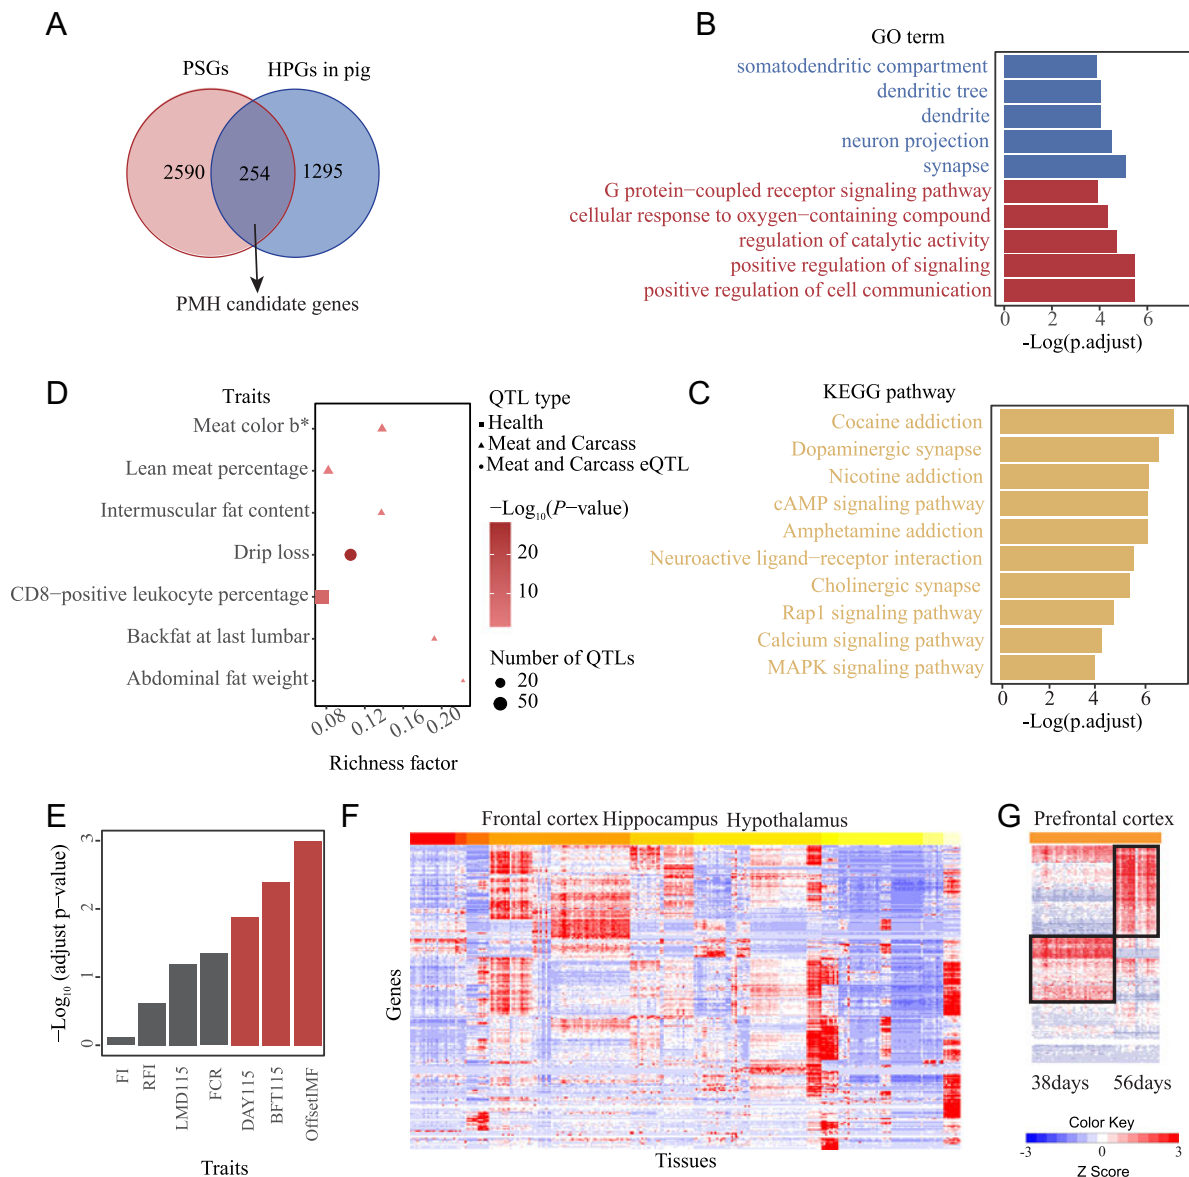 A
PSGs
HPGs in pig
2590
254
1295
PMH candidate genes
B
GO term
somatodendritic compartment
dendritic tree
dendrite
neuron projection
synapse
G protein−coupled receptor signaling pathway
cellular response to oxygen−containing compound
regulation of catalytic activity
positive regulation of signaling
positive regulation of cell communication
0 2 4 6
-Log(p.adjust)
D
Traits
Meat color b*
Lean meat percentage
Intermuscular fat content
Drip loss
CD8−positive leukocyte percentage
Backfat at last lumbar
Abdominal fat weight
0.08 0.12 0.16 0.20
Richness factor
QTL type
Health
Meat and Carcass
Meat and Carcass eQTL
−Log10(P−value)
20
10
Number of QTLs
20
50
C
KEGG pathway
Cocaine addiction
Dopaminergic synapse
Nicotine addiction
cAMP signaling pathway
Amphetamine addiction
Neuroactive ligand−receptor interaction
Cholinergic synapse
Rap1 signaling pathway
Calcium signaling pathway
MAPK signaling pathway
0 2 4 6
-Log(p.adjust)
E
−Log10 (adjust p−value)
3
2
1
0
FI
RFI
LMD115
FCR
DAY115
BFT115
OffsetIMF
Traits
F
Frontal cortex Hippocampus Hypothalamus
Genes
Tissues
G
Prefrontal cortex
38days 56days
Color Key
-3 0 3
Z Score